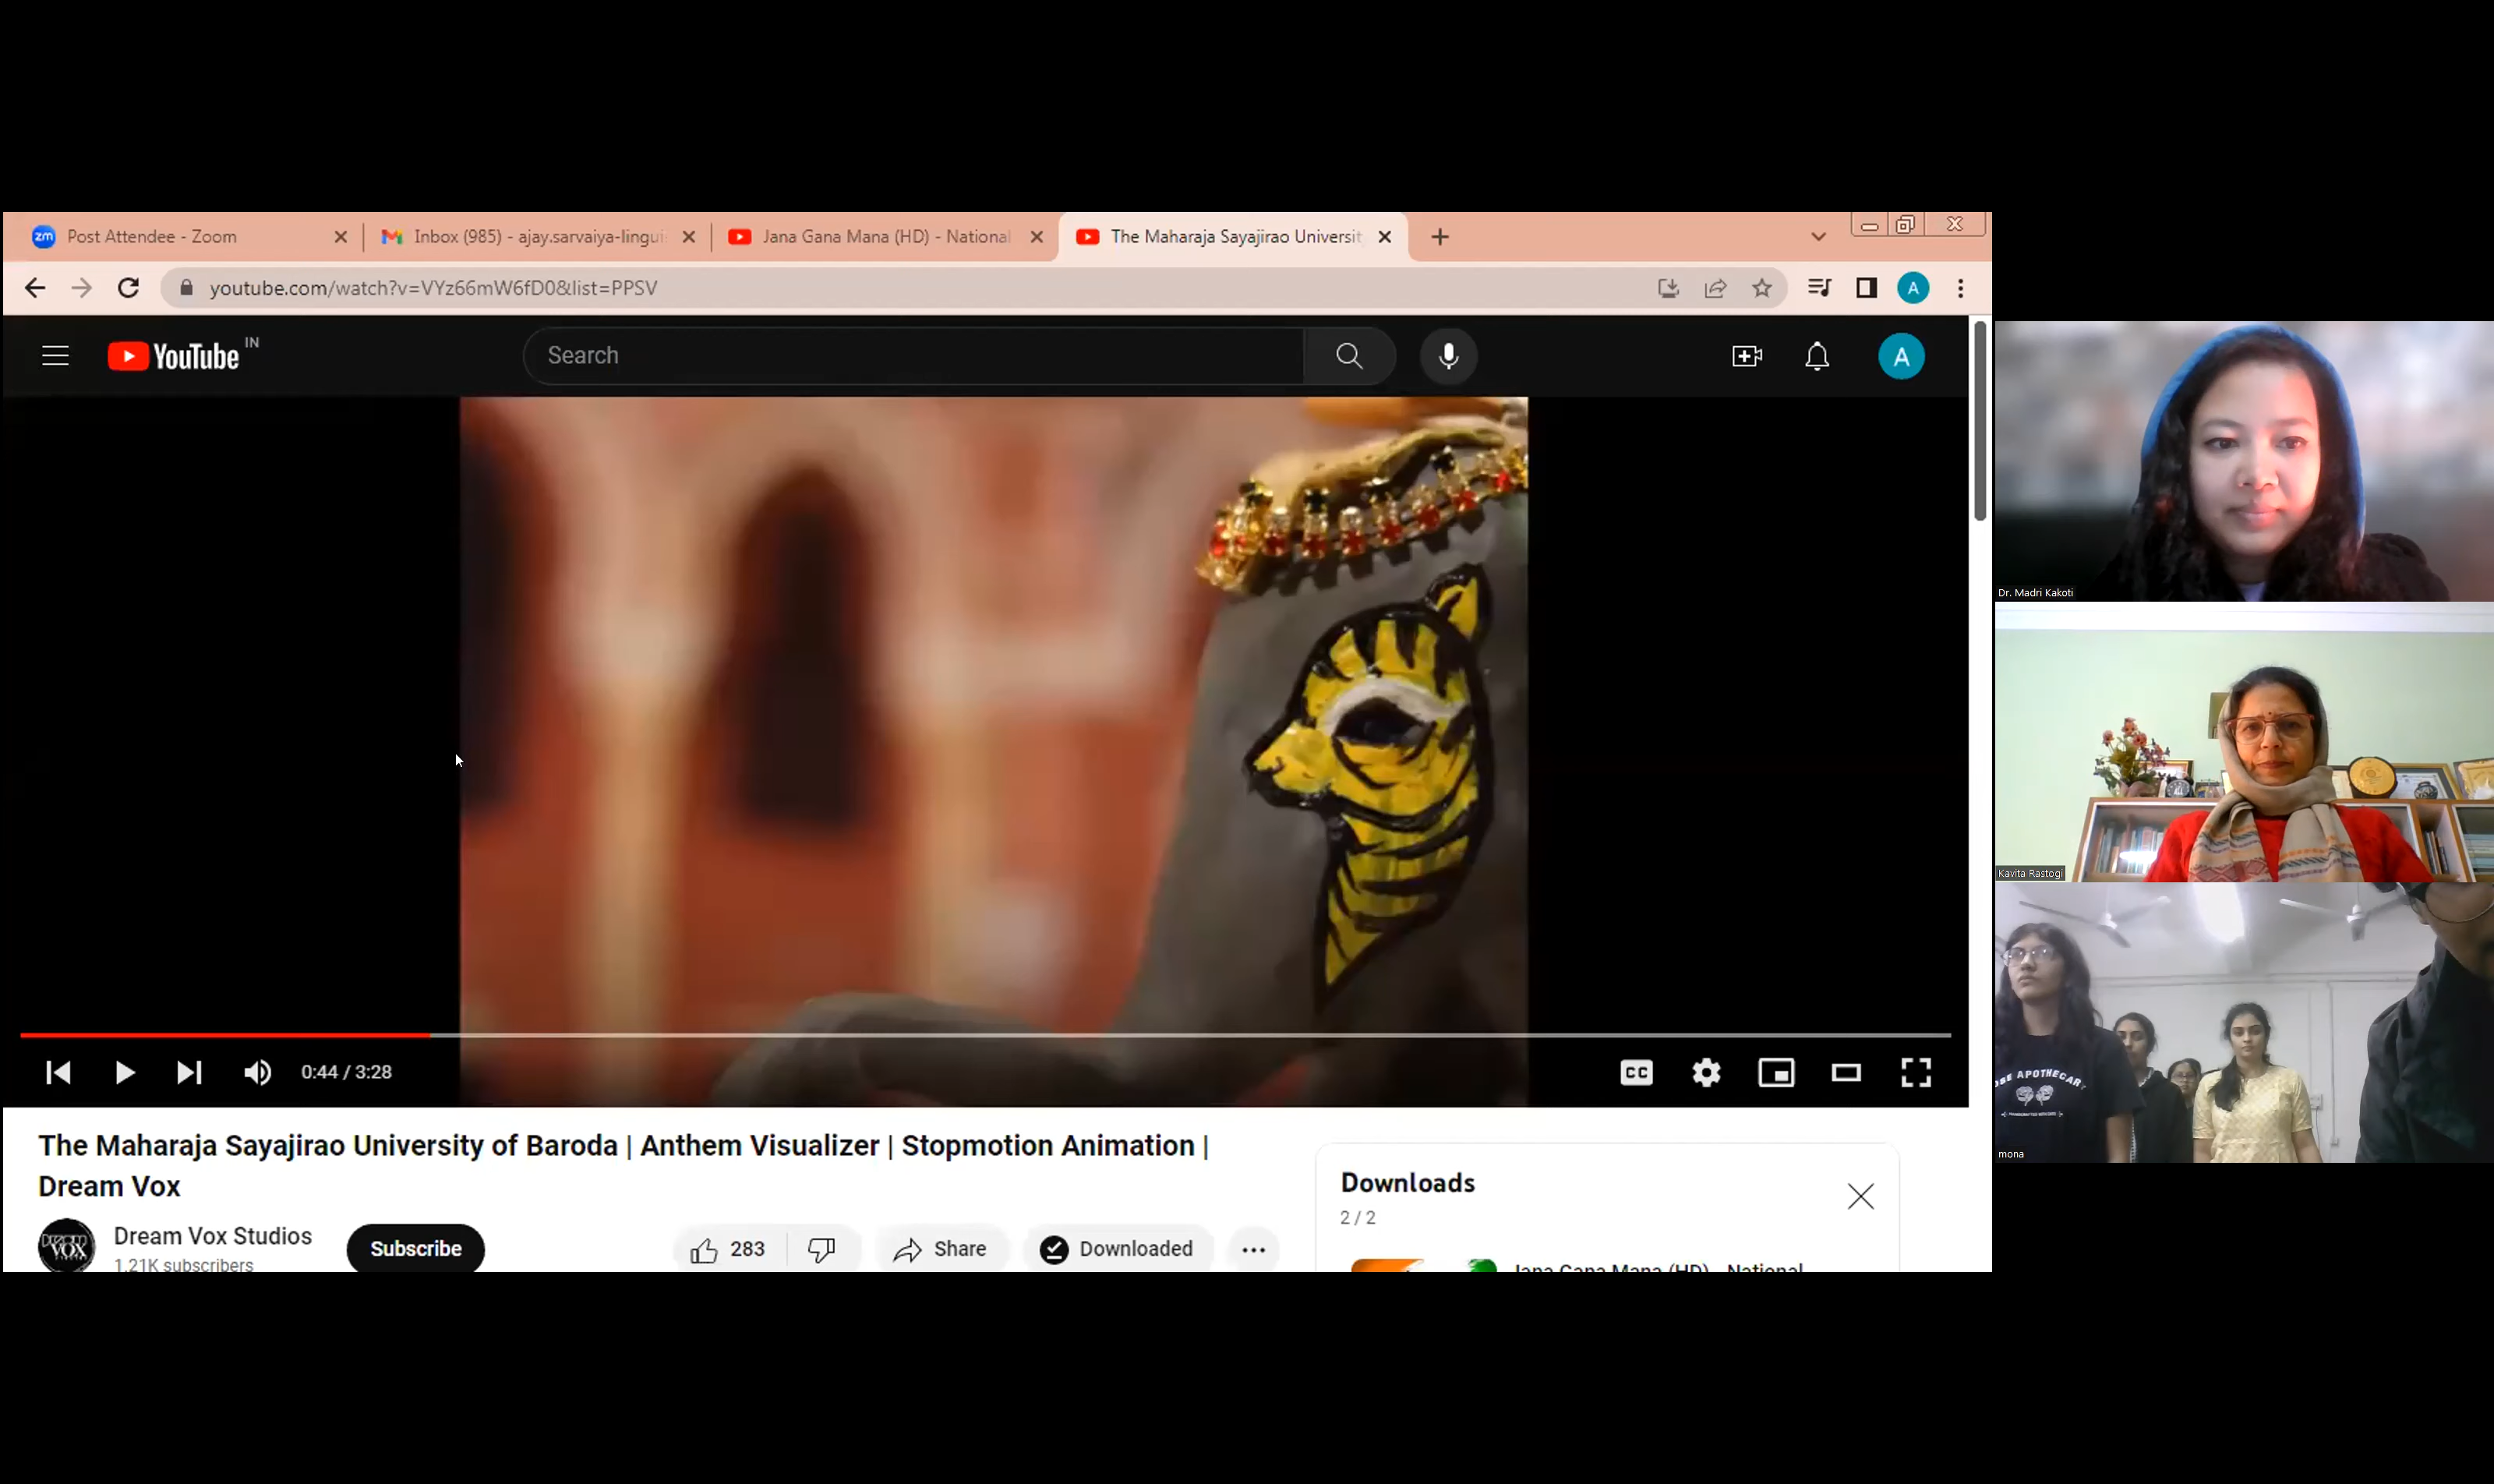 Post Attendee - Zoom
Inbox (985) - ajay.sarvaiya-lingui
Jana Gana Mana (HD) - National
The Maharaja Sayajirao Universit
youtube.com/watch?v=VYz66mW6fD0&list=PPSV
YouTube IN
Search
A
A
0:44 / 3:28
CC
The Maharaja Sayajirao University of Baroda | Anthem Visualizer | Stopmotion Animation |
Dream Vox
Dream Vox Studios
1.21K subscribers
Subscribe
283
Share
Downloaded
Downloads
2 / 2
Jana Gana Mana (HD) - National
Dr. Madri Kakoti
Kavita Rastogi
APOTHECARY
mona